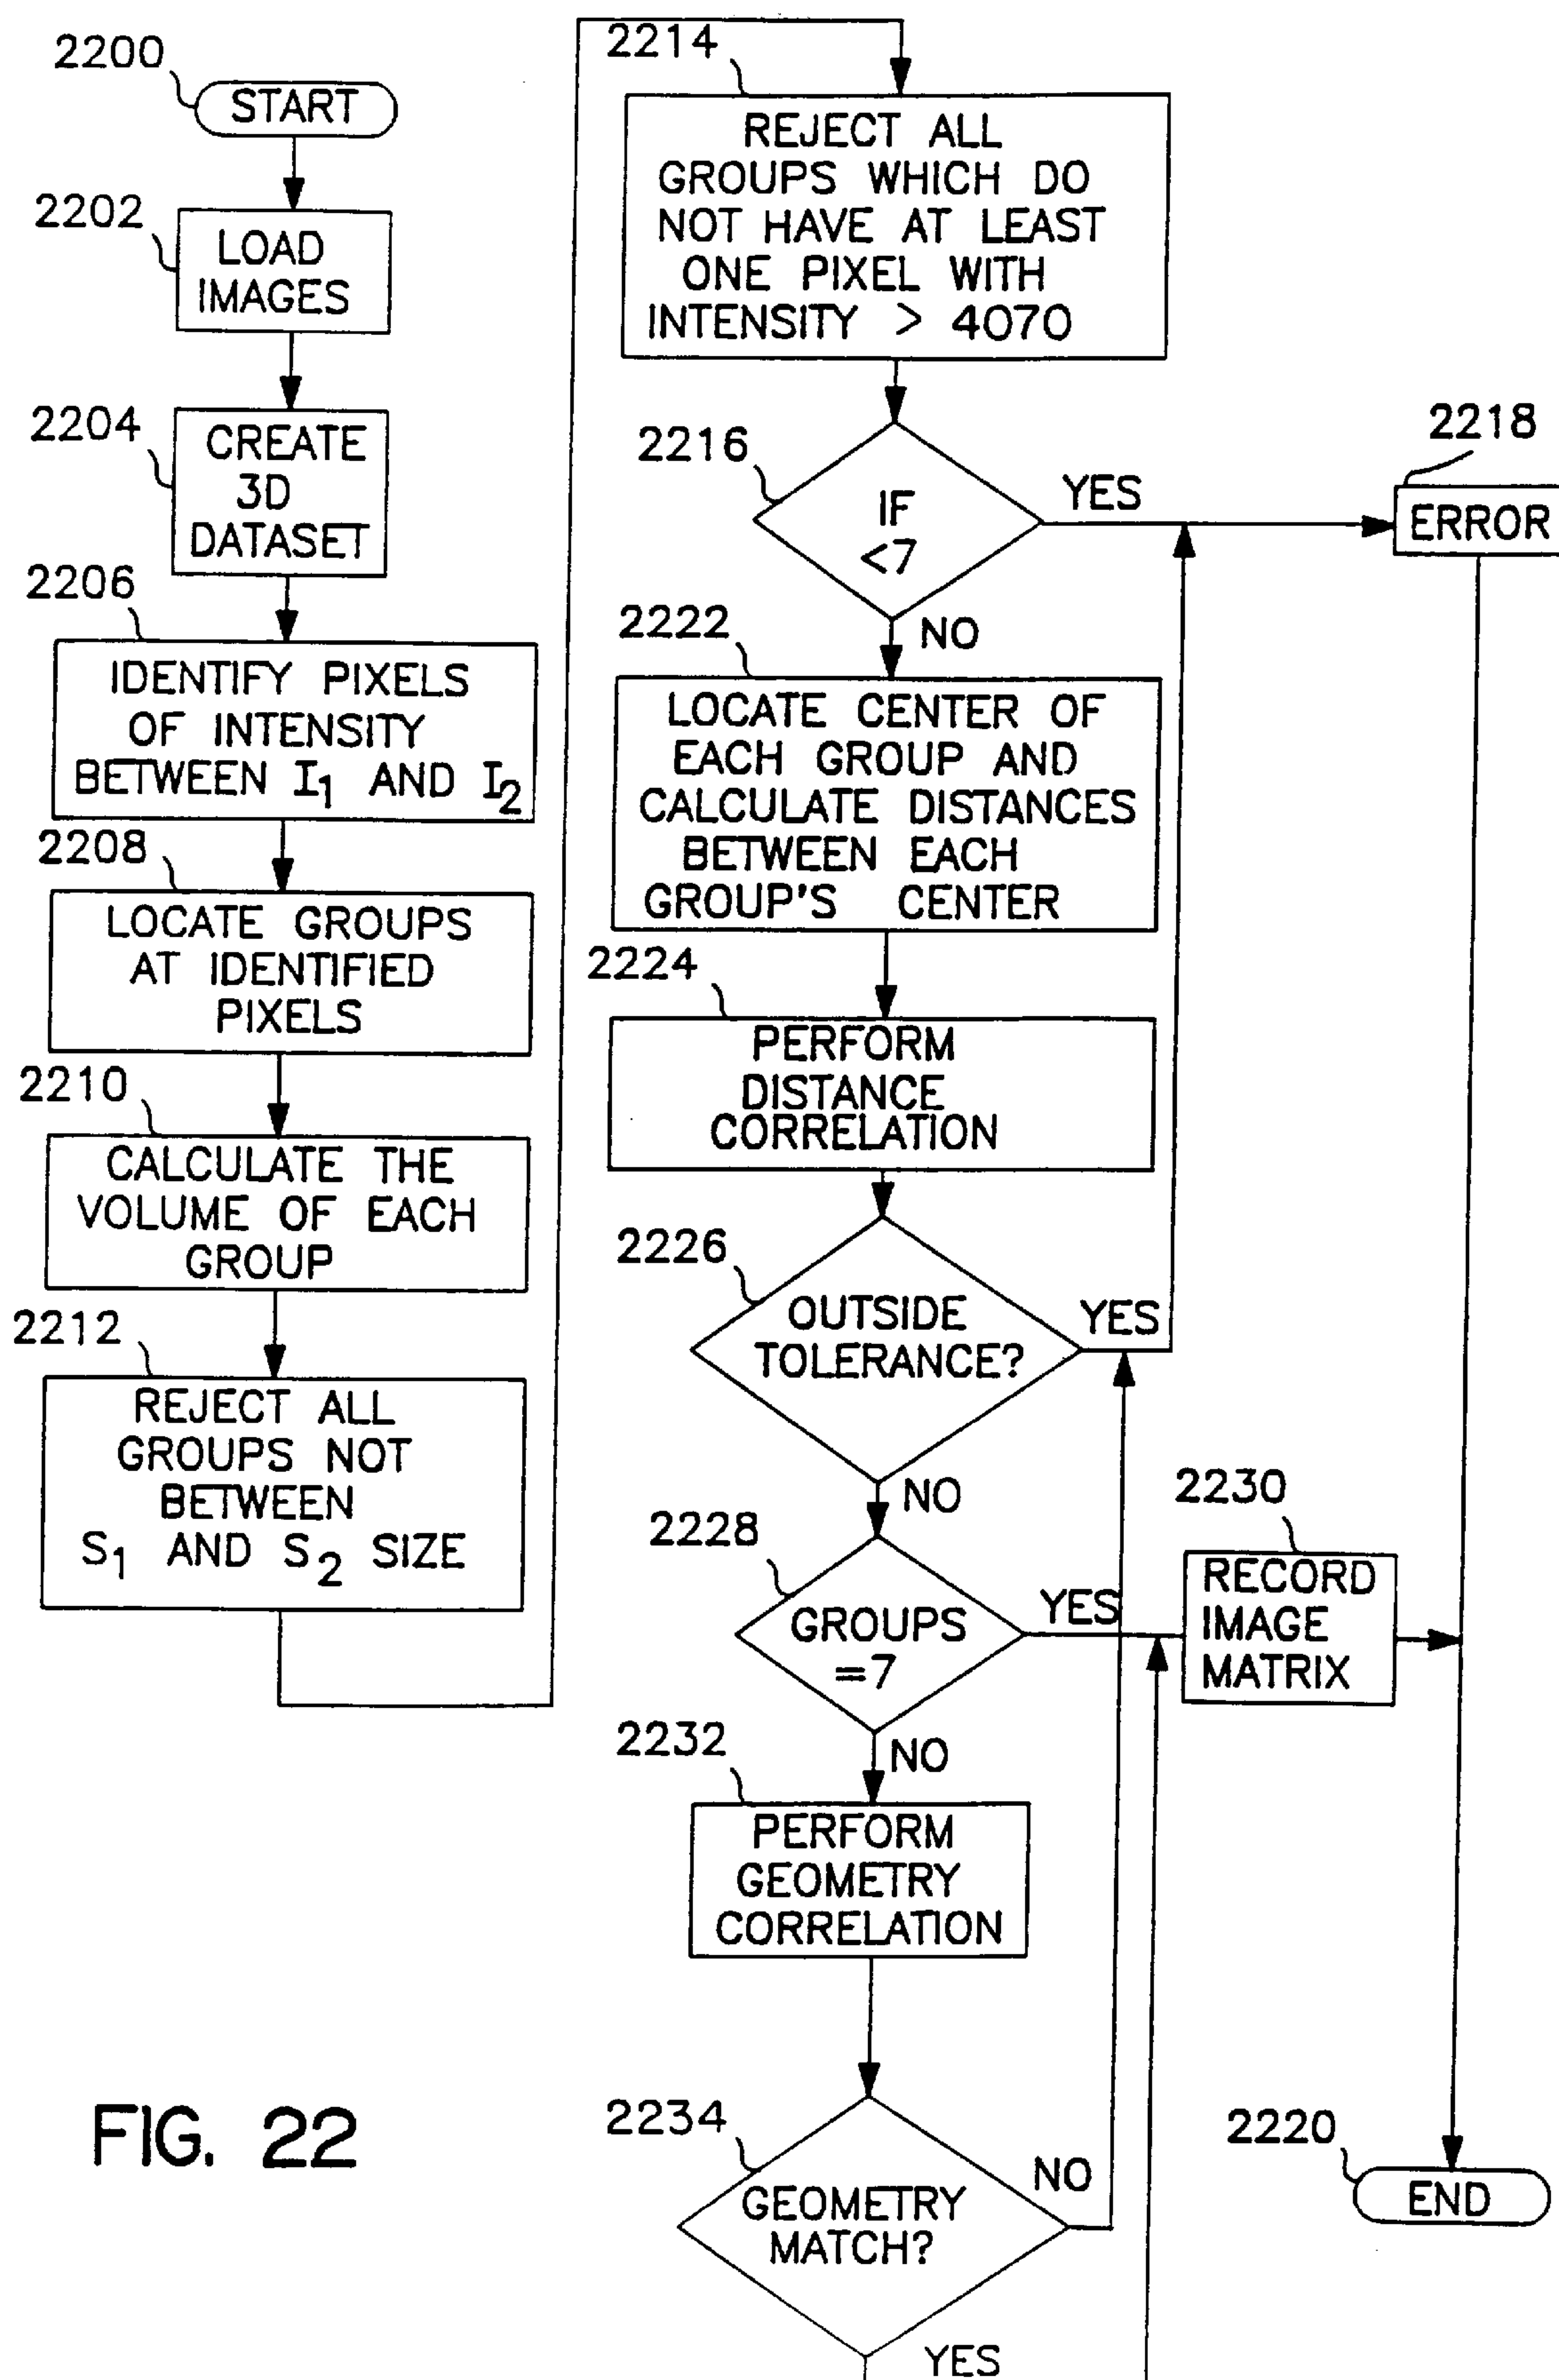 2200
START
2202
LOAD
IMAGES
2204
CREATE
3D
DATASET
2206
IDENTIFY PIXELS
OF INTENSITY
BETWEEN I1 AND I2
2208
LOCATE GROUPS
AT IDENTIFIED
PIXELS
2210
CALCULATE THE
VOLUME OF EACH
GROUP
2212
REJECT ALL
GROUPS NOT
BETWEEN
S1 AND S2 SIZE
2214
REJECT ALL
GROUPS WHICH DO
NOT HAVE AT LEAST
ONE PIXEL WITH
INTENSITY > 4070
2216
IF
<7
YES
2218
ERROR
NO
2222
LOCATE CENTER OF
EACH GROUP AND
CALCULATE DISTANCES
BETWEEN EACH
GROUP'S CENTER
2224
PERFORM
DISTANCE
CORRELATION
2226
OUTSIDE
TOLERANCE?
YES
NO
2228
GROUPS
=7
YES
2230
RECORD
IMAGE
MATRIX
NO
2232
PERFORM
GEOMETRY
CORRELATION
2234
GEOMETRY
MATCH?
NO
YES
2220
END
FIG. 22